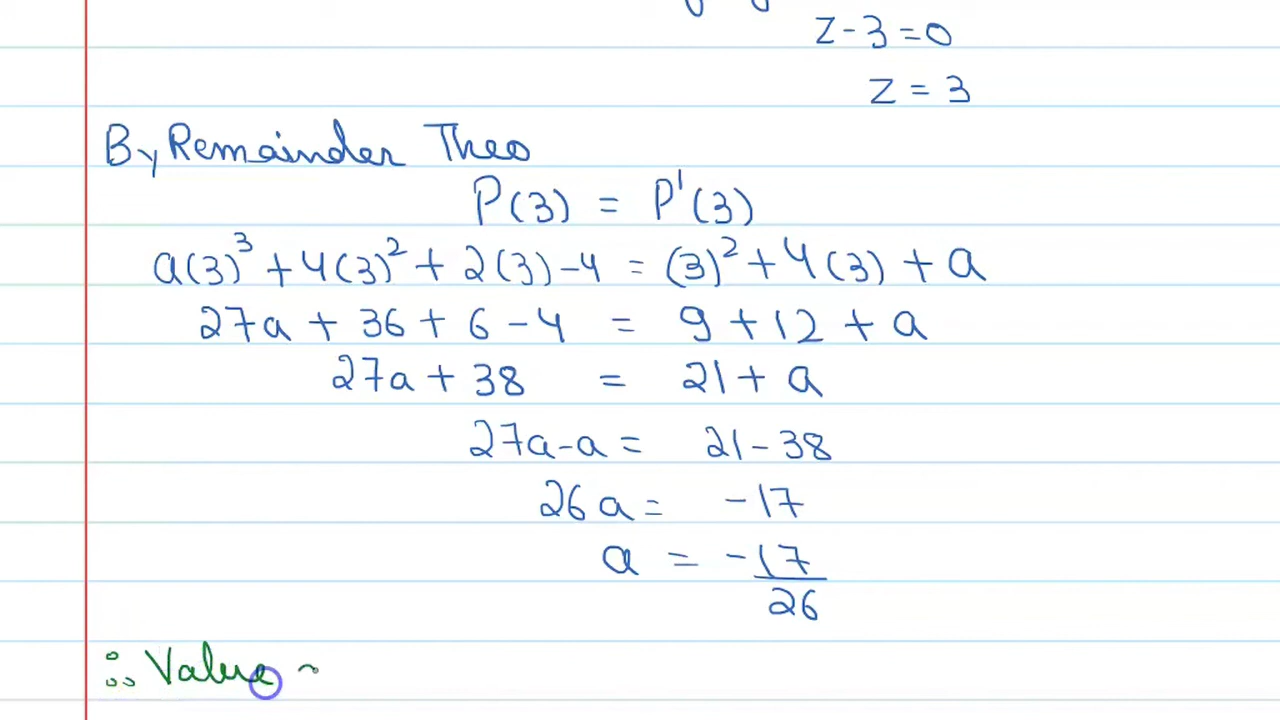 z-3=0
z = 3
By Remainder Theo
P(3) = P'(3)
a(3)³+4(3)²+2(3)-4 = (3)²+4(3)+a
27a + 36 + 6 - 4 = 9+12 + a
27a + 38 = 21 + a
27a-a = 21-38
26a = -17
a = -17/26
∴ Value